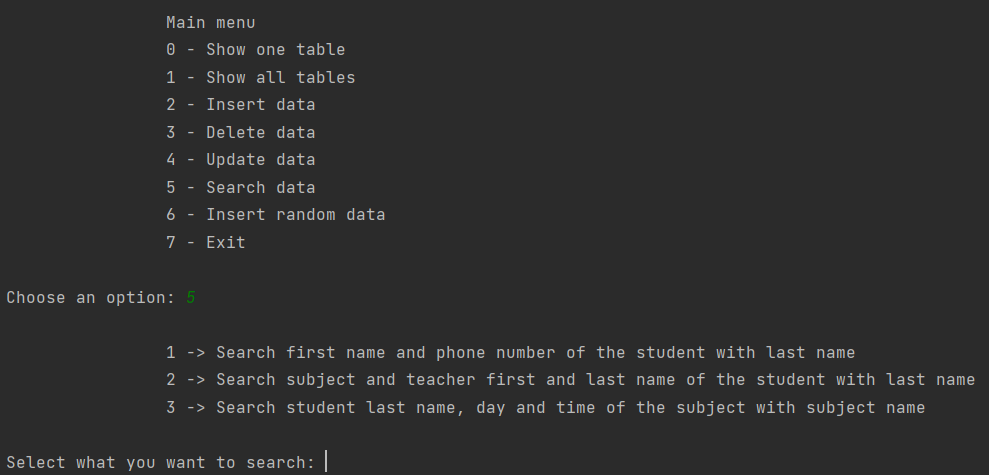 Main menu
0 - Show one table
1 - Show all tables
2 - Insert data
3 - Delete data
4 - Update data
5 - Search data
6 - Insert random data
7 - Exit
Choose an option: 5
1 -> Search first name and phone number of the student with last name
2 -> Search subject and teacher first and last name of the student with last name
3 -> Search student last name, day and time of the subject with subject name
Select what you want to search: